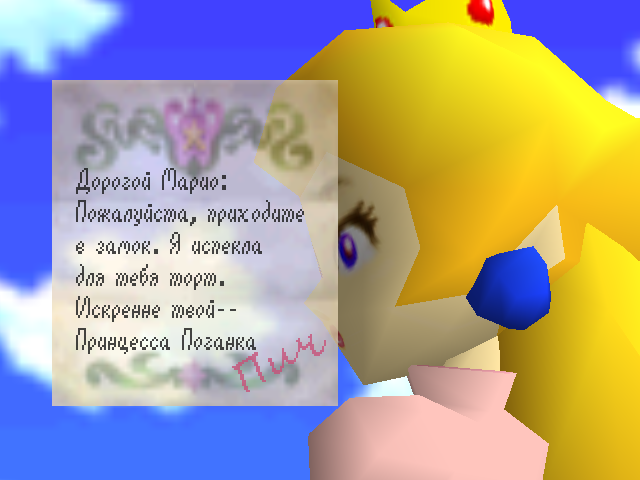 Дорогой Марио:
Пожалуйста, приходите
в замок. Я испекла
для тебя торт.
Искренне твой--
Принцесса Поганка
Пич